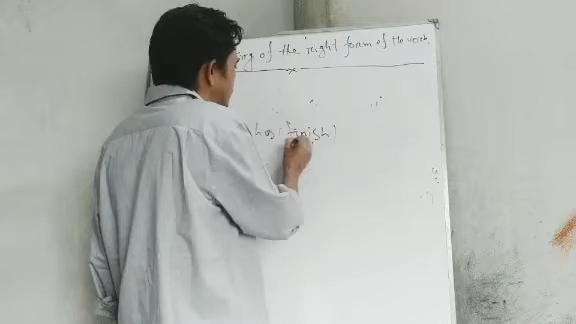 of the right form of the verb.
has (finish)